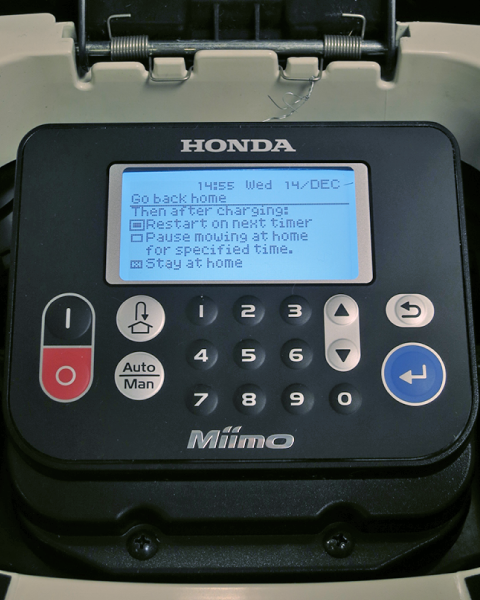 HONDA
14:55 Wed 14/DEC
Go back home
Then after charging:
Restart on next timer
Pause mowing at home
for specified time.
Stay at home
1 2 3
Auto
Man
4 5 6
7 8 9 0
Miimo